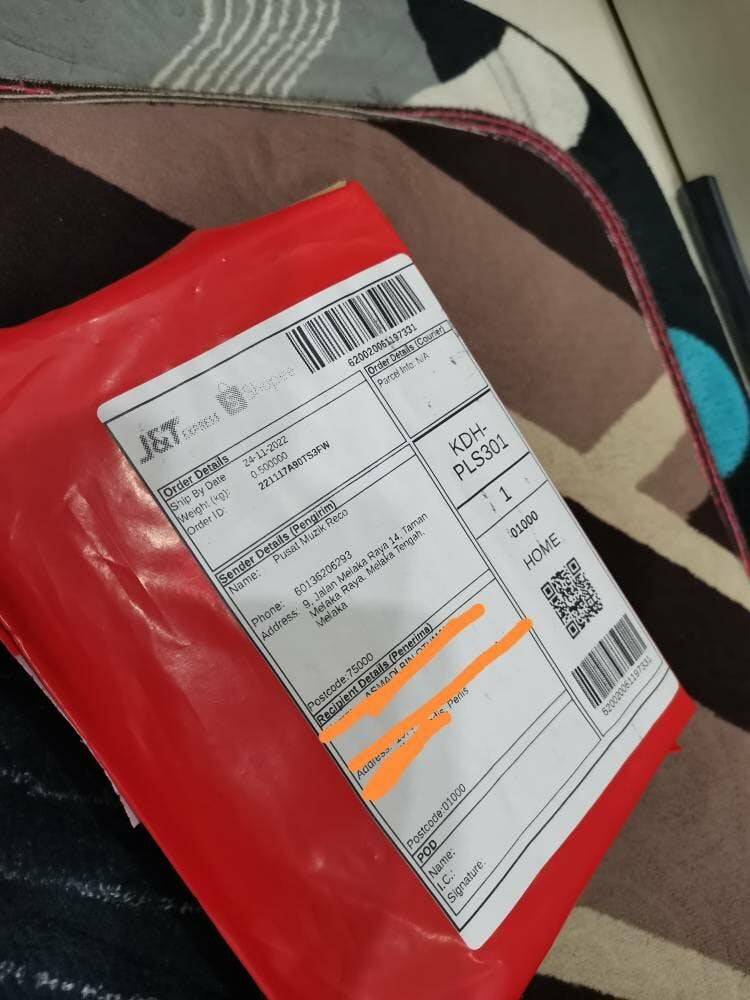 J&T EXPRESS Shopee
620020061197331
Order Details
Ship By Date 24-11-2022
Weight (kg): 0.500000
Order ID: 221117A90TS3FW
Order Details (Courier)
Parcel Info: N/A
Sender Details (Pengirim)
Name: Pusat Muzik Reco
Phone: 60136206293
Address: 9, Jalan Melaka Raya 14, Taman
Melaka Raya, Melaka Tengah,
Melaka
Postcode:75000
KDH-
PLS301
1
01000
HOME
620020061197331
Recipient Details (Penerima)
Address: Perlis
Postcode:01000
POD
Name:
I.C.:
Signature: